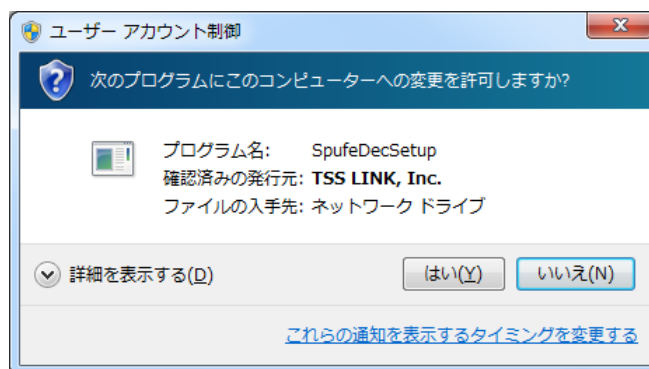 ユーザー アカウント制御
次のプログラムにこのコンピューターへの変更を許可しますか?
プログラム名: SpufeDecSetup
確認済みの発行元: TSS LINK, Inc.
ファイルの入手先: ネットワーク ドライブ
詳細を表示する(D) はい(Y) いいえ(N)
これらの通知を表示するタイミングを変更する